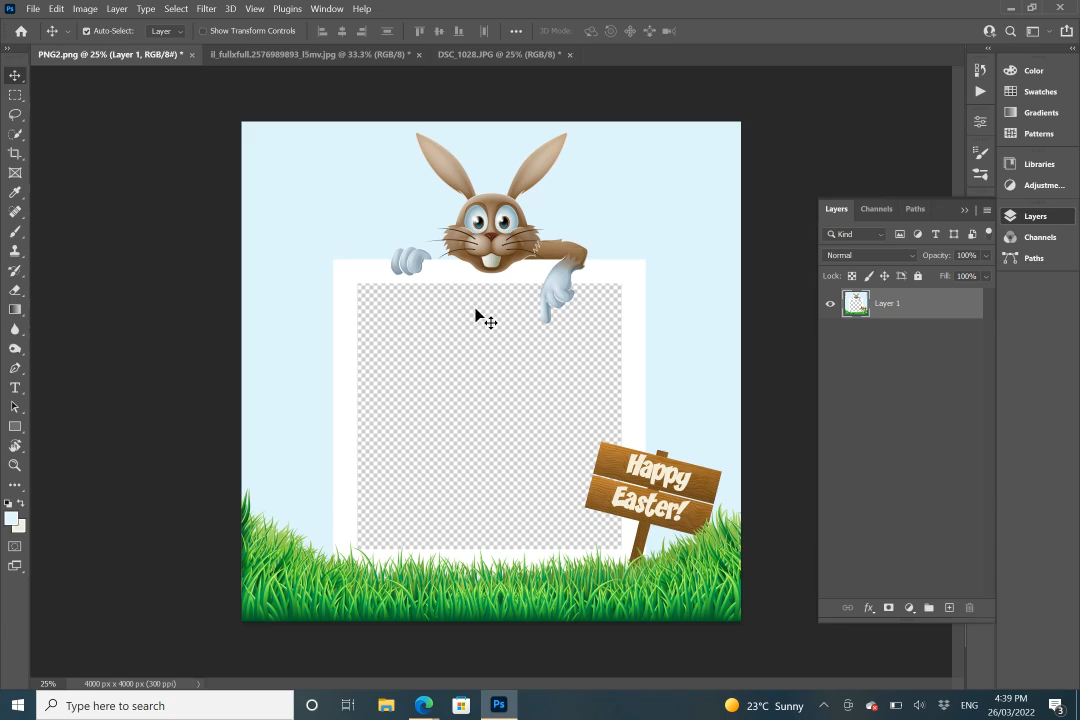 Ps File Edit Image Layer Type Select Filter 3D View Plugins Window Help
Auto-Select: Layer Show Transform Controls 3D Mode:
PNG2.png @ 25% (Layer 1, RGB/8#) * × il_fullxfull.2576989893_l5mv.jpg @ 33.3% (RGB/8) * × DSC_1028.JPG @ 25% (RGB/8) * ×
Color
Swatches
Gradients
Patterns
Libraries
Adjustme...
Layers
Channels
Paths
Layers Channels Paths
Kind
Normal Opacity: 100%
Lock: Fill: 100%
Layer 1
fx
Happy
Easter!
25% 4000 px x 4000 px (300 ppi)
Type here to search
Ps
23°C Sunny
ENG
4:39 PM
26/03/2022
3